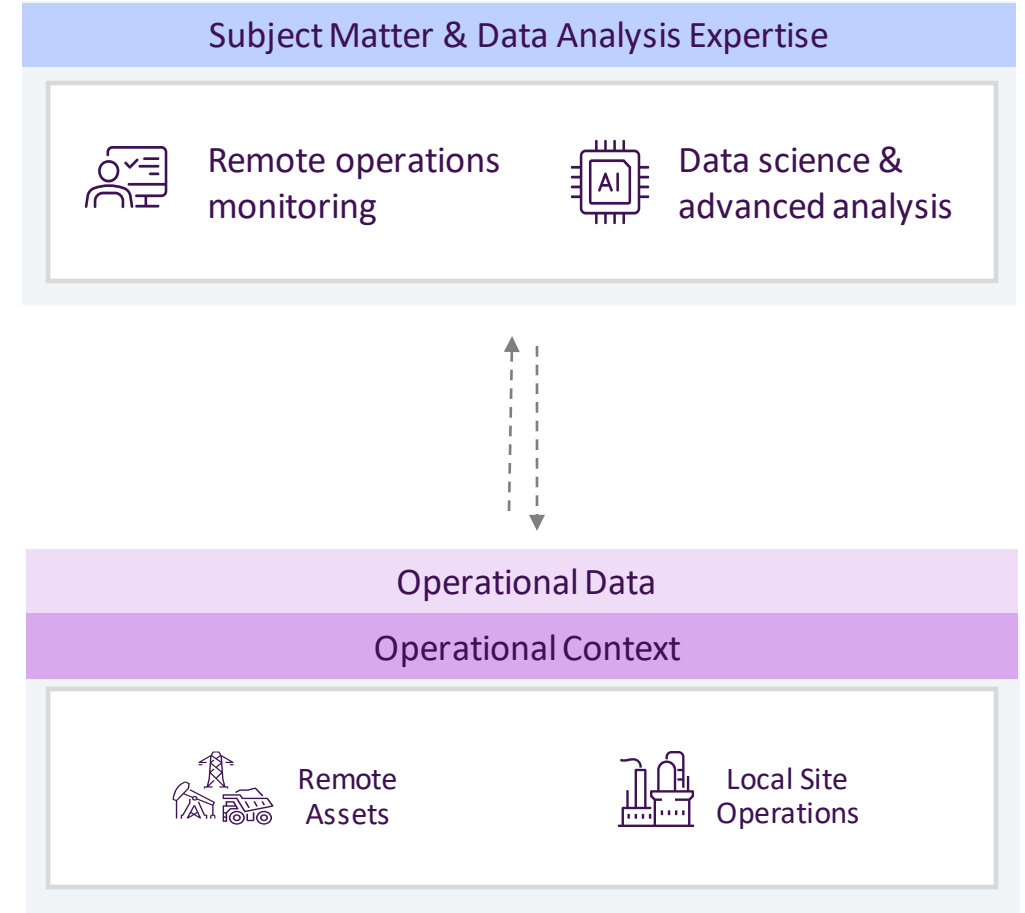 Subject Matter & Data Analysis Expertise
Remote operations
monitoring
AI
Data science &
advanced analysis
Operational Data
Operational Context
Remote
Assets
Local Site
Operations